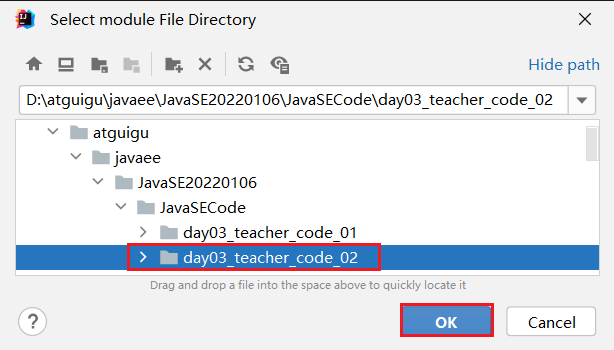 Select module File Directory
Hide path
D:\atguigu\javaee\JavaSE20220106\JavaSECode\day03_teacher_code_02
atguigu
javaee
JavaSE20220106
JavaSECode
day03_teacher_code_01
day03_teacher_code_02
Drag and drop a file into the space above to quickly locate it
? OK Cancel